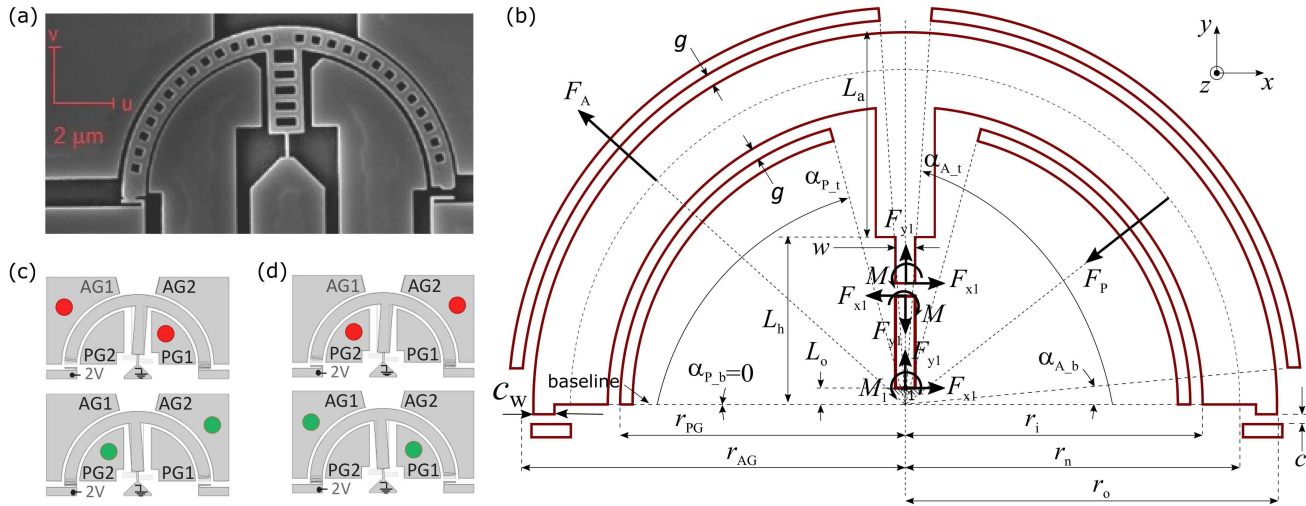 (a)
v
u
2 μm
(b)
g
L_a
F_A
y
z
x
α_P_t
g
α_A_t
F_y1
w
M
F_x1
F_P
F_x1
M
L_h
F_y1
F_y1
L_o
α_P_b=0
α_A_b
baseline
M_1
F_x1
c_w
r_PG
r_i
r_AG
r_n
c
r_o
(c)
AG1
AG2
PG2
PG1
2V
AG1
AG2
PG2
PG1
2V
(d)
AG1
AG2
PG2
PG1
2V
AG1
AG2
PG2
PG1
2V